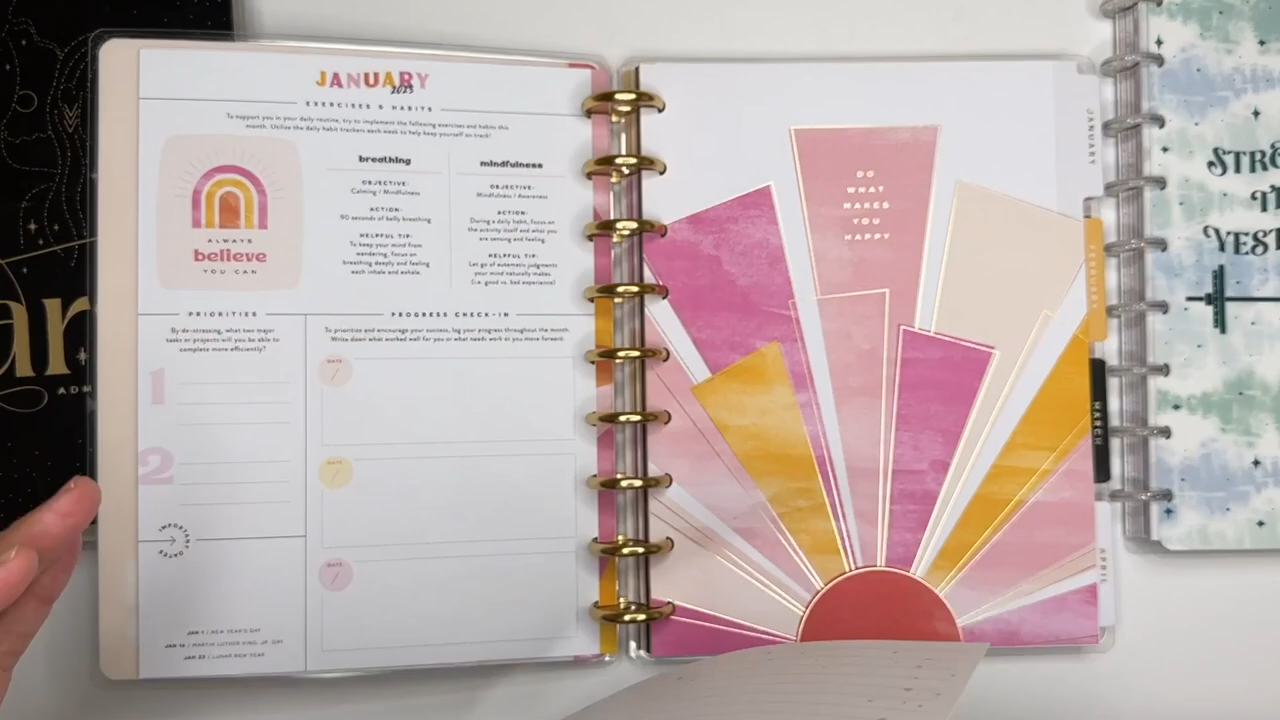 JANUARY
2023
EXERCISES & HABITS
To support you in your daily routine, try to implement the following exercises and habits this
month. Utilize the daily habit trackers each week to help keep yourself on track!
ALWAYS
believe
YOU CAN
breathing
OBJECTIVE:
Calming / Mindfulness
ACTION:
90 seconds of belly breathing
HELPFUL TIP:
To keep your mind from
wandering, focus on
breathing deeply and feeling
each inhale and exhale.
mindfulness
OBJECTIVE:
Mindfulness / Awareness
ACTION:
During a daily habit, focus on
the activity itself and what you
are sensing and feeling.
HELPFUL TIP:
Let go of automatic judgments
your mind naturally makes
(i.e. good vs. bad experience)
PRIORITIES
By de-stressing, what two major
tasks or projects will you be able to
complete more efficiently?
1
2
IMPORTANT DATES
JAN 1 / NEW YEAR'S DAY
JAN 16 / MARTIN LUTHER KING, JR. DAY
JAN 22 / LUNAR NEW YEAR
PROGRESS CHECK-IN
To prioritize and encourage your success, log your progress throughout the month.
Write down what worked well for you or what needs work as you move forward.
DATE
/
DATE
/
DATE
/
DO
WHAT
MAKES
YOU
HAPPY
JANUARY
FEBRUARY
MARCH
APRIL
ar
ADM
STRO
TH
YEST